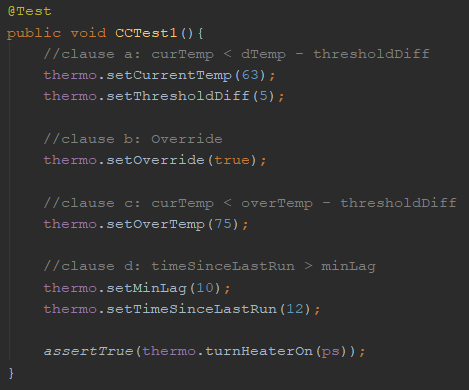 @Test
public void CCTest1(){
//clause a: curTemp < dTemp - thresholdDiff
thermo.setCurrentTemp(63);
thermo.setThresholdDiff(5);
//clause b: Override
thermo.setOverride(true);
//clause c: curTemp < overTemp - thresholdDiff
thermo.setOverTemp(75);
//clause d: timeSinceLastRun > minLag
thermo.setMinLag(10);
thermo.setTimeSinceLastRun(12);
assertTrue(thermo.turnHeaterOn(ps));
}